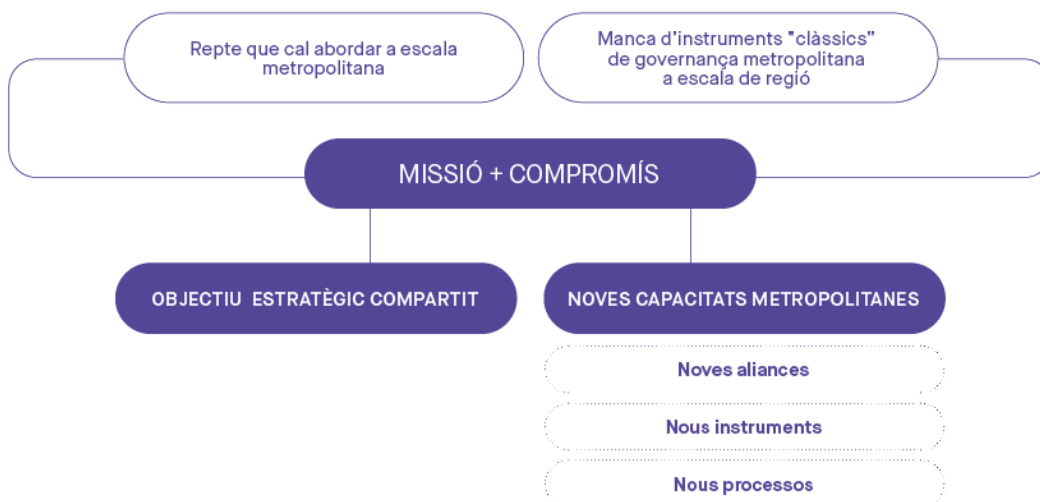 Repte que cal abordar a escala
metropolitana
Manca d'instruments "clàssics"
de governança metropolitana
a escala de regió
MISSIÓ + COMPROMÍS
OBJECTIU ESTRATÈGIC COMPARTIT
NOVES CAPACITATS METROPOLITANES
Noves aliances
Nous instruments
Nous processos